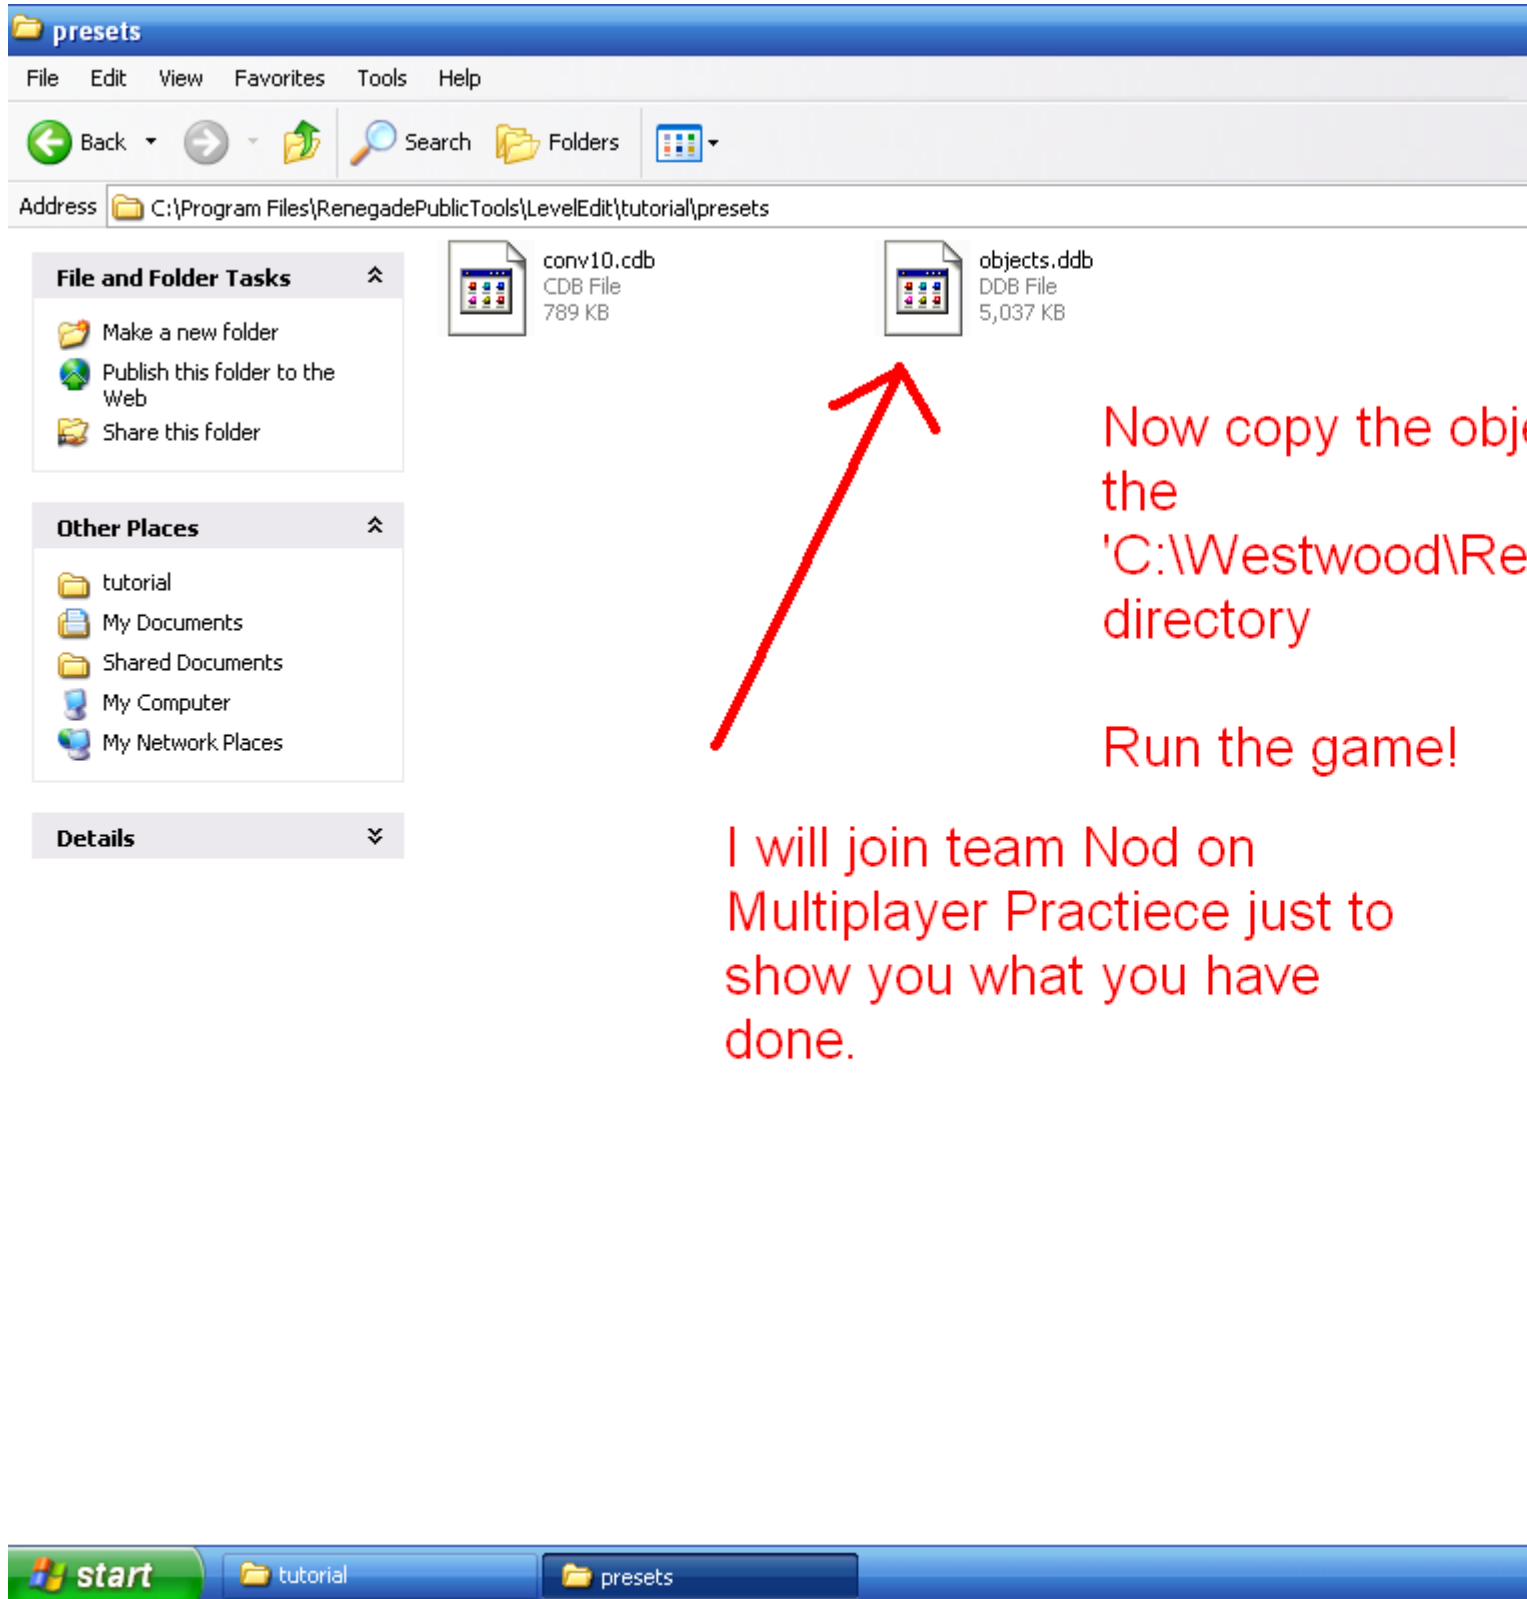 presets
File Edit View Favorites Tools Help
Back Search Folders
Address C:\Program Files\RenegadePublicTools\LevelEdit\tutorial\presets
File and Folder Tasks
Make a new folder
Publish this folder to the
Web
Share this folder
Other Places
tutorial
My Documents
Shared Documents
My Computer
My Network Places
Details
conv10.cdb
CDB File
789 KB
objects.ddb
DDB File
5,037 KB
Now copy the
the
'C:\Westwood\Re
directory
Run the game!
I will join team Nod on
Multiplayer Practiece just to
show you what you have
done.
start tutorial presets